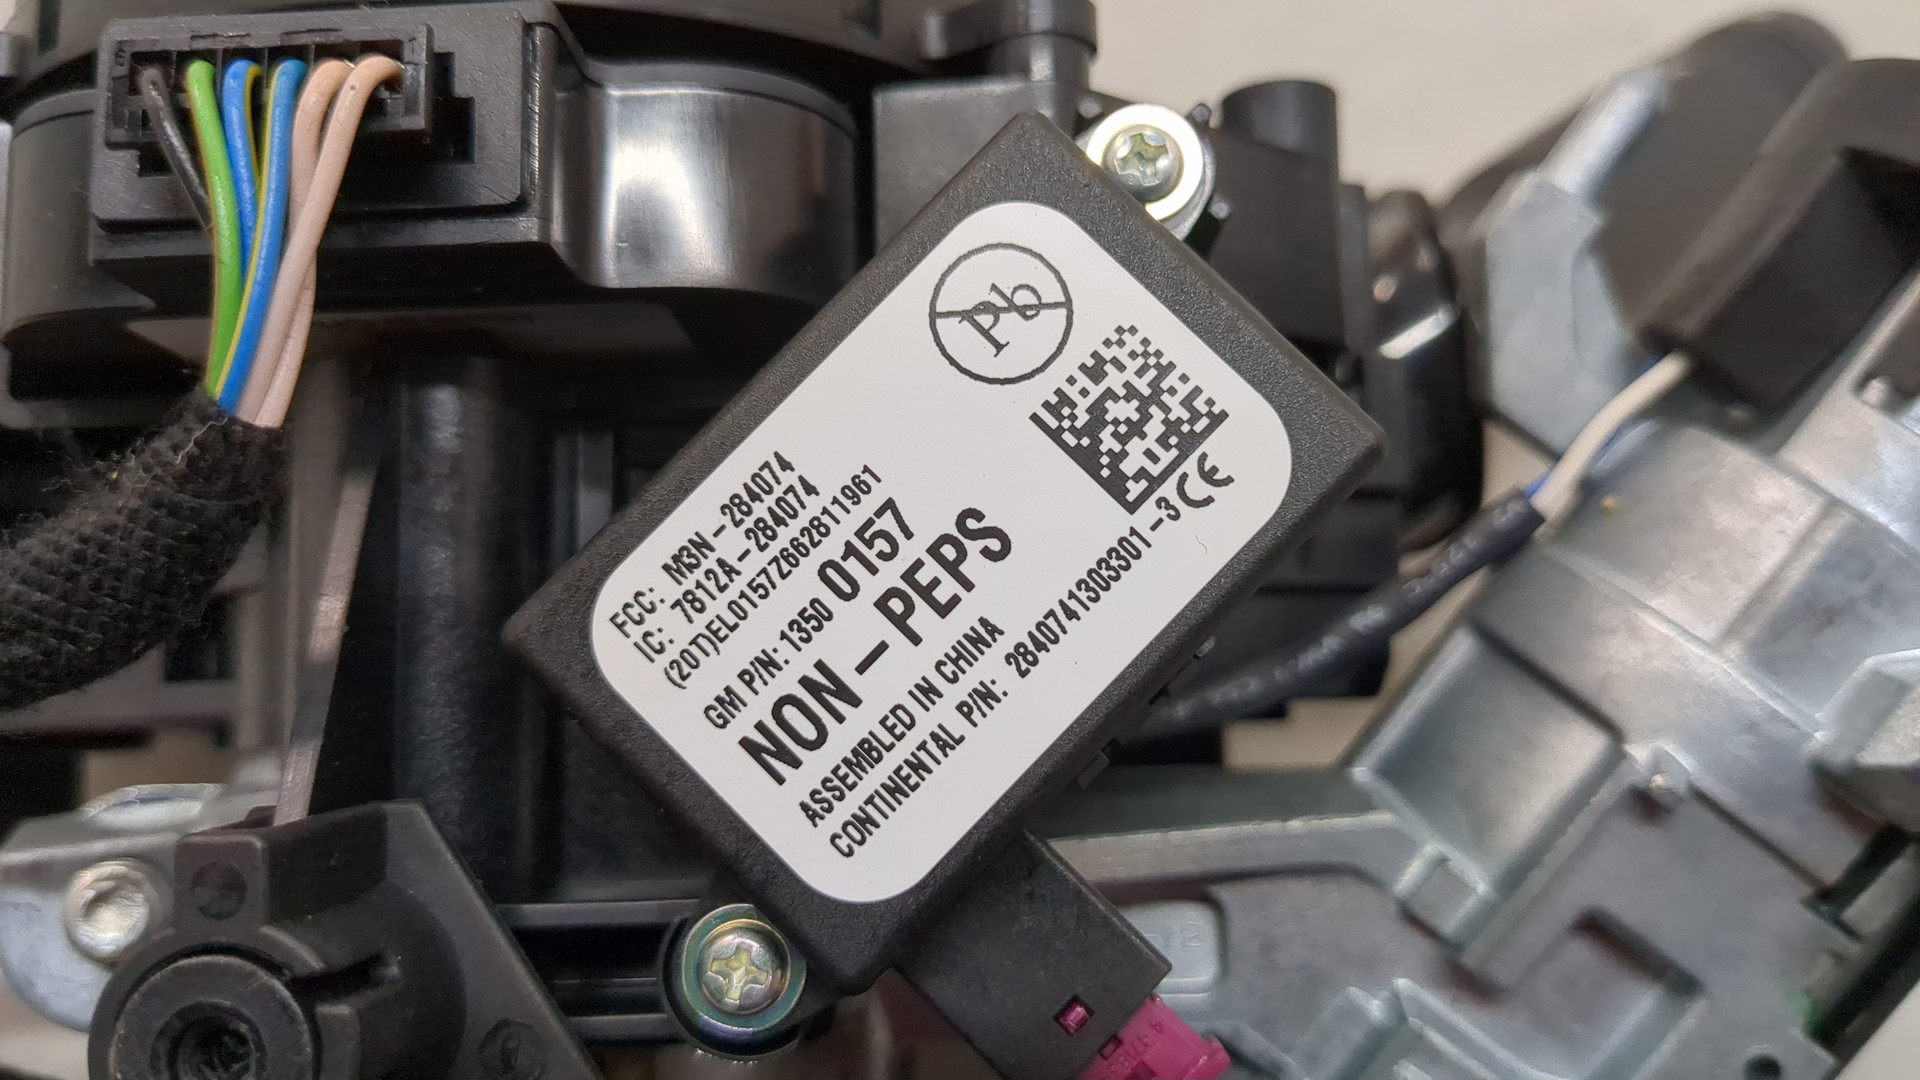 Pb
FCC: M3N-284074
IC: 7812A-284074
(20T)EL0157Z662811961
GM P/N: 1350 0157
NON-PEPS
ASSEMBLED IN CHINA
CONTINENTAL P/N: 2840741303301-3 CE